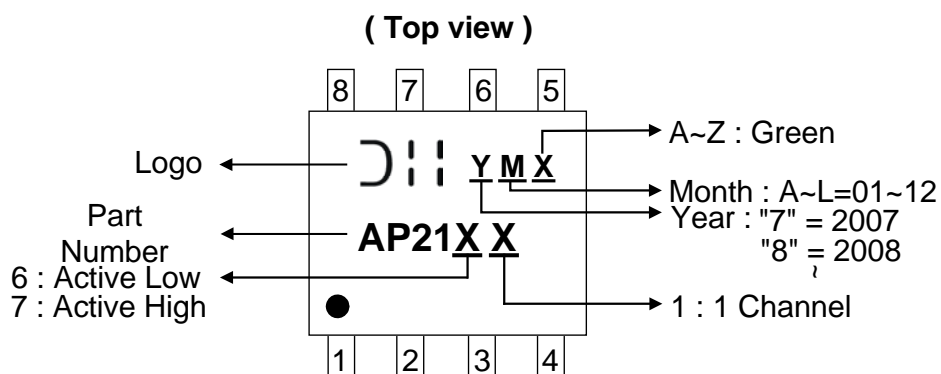 ( Top view )
8 7 6 5
A~Z : Green
Logo
Y M X
Month : A~L=01~12
Part
Number
Year : "7" = 2007
"8" = 2008
~
AP21X X
6 : Active Low
7 : Active High
1 : 1 Channel
1 2 3 4